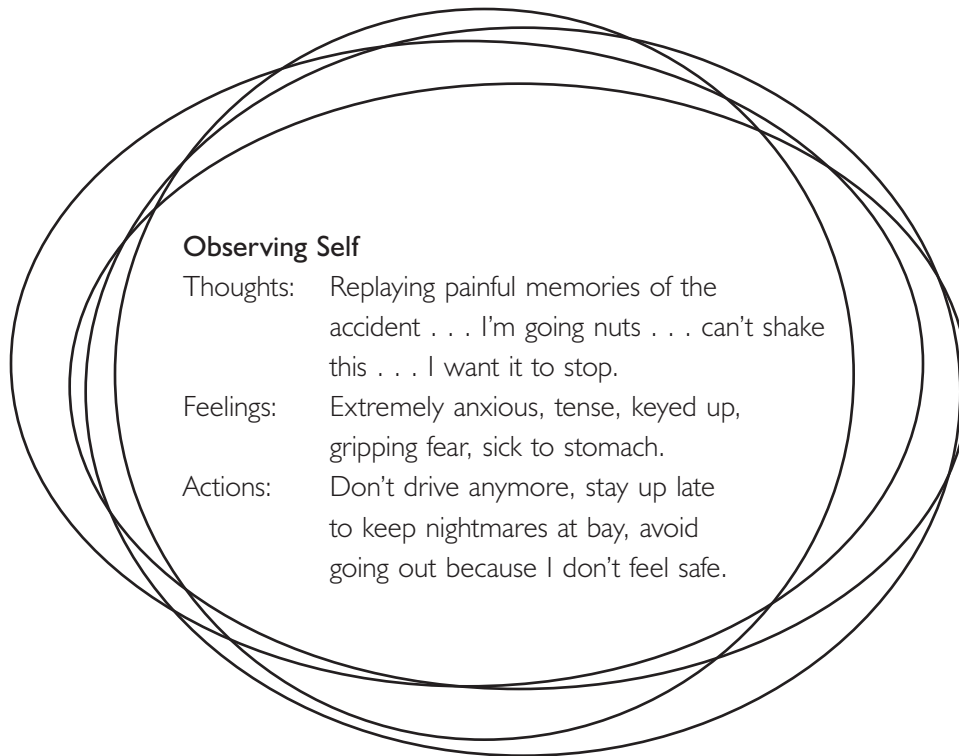 Observing Self
Thoughts: Replaying painful memories of the
accident . . . I’m going nuts . . . can’t shake
this . . . I want it to stop.
Feelings: Extremely anxious, tense, keyed up,
gripping fear, sick to stomach.
Actions: Don’t drive anymore, stay up late
to keep nightmares at bay, avoid
going out because I don’t feel safe.